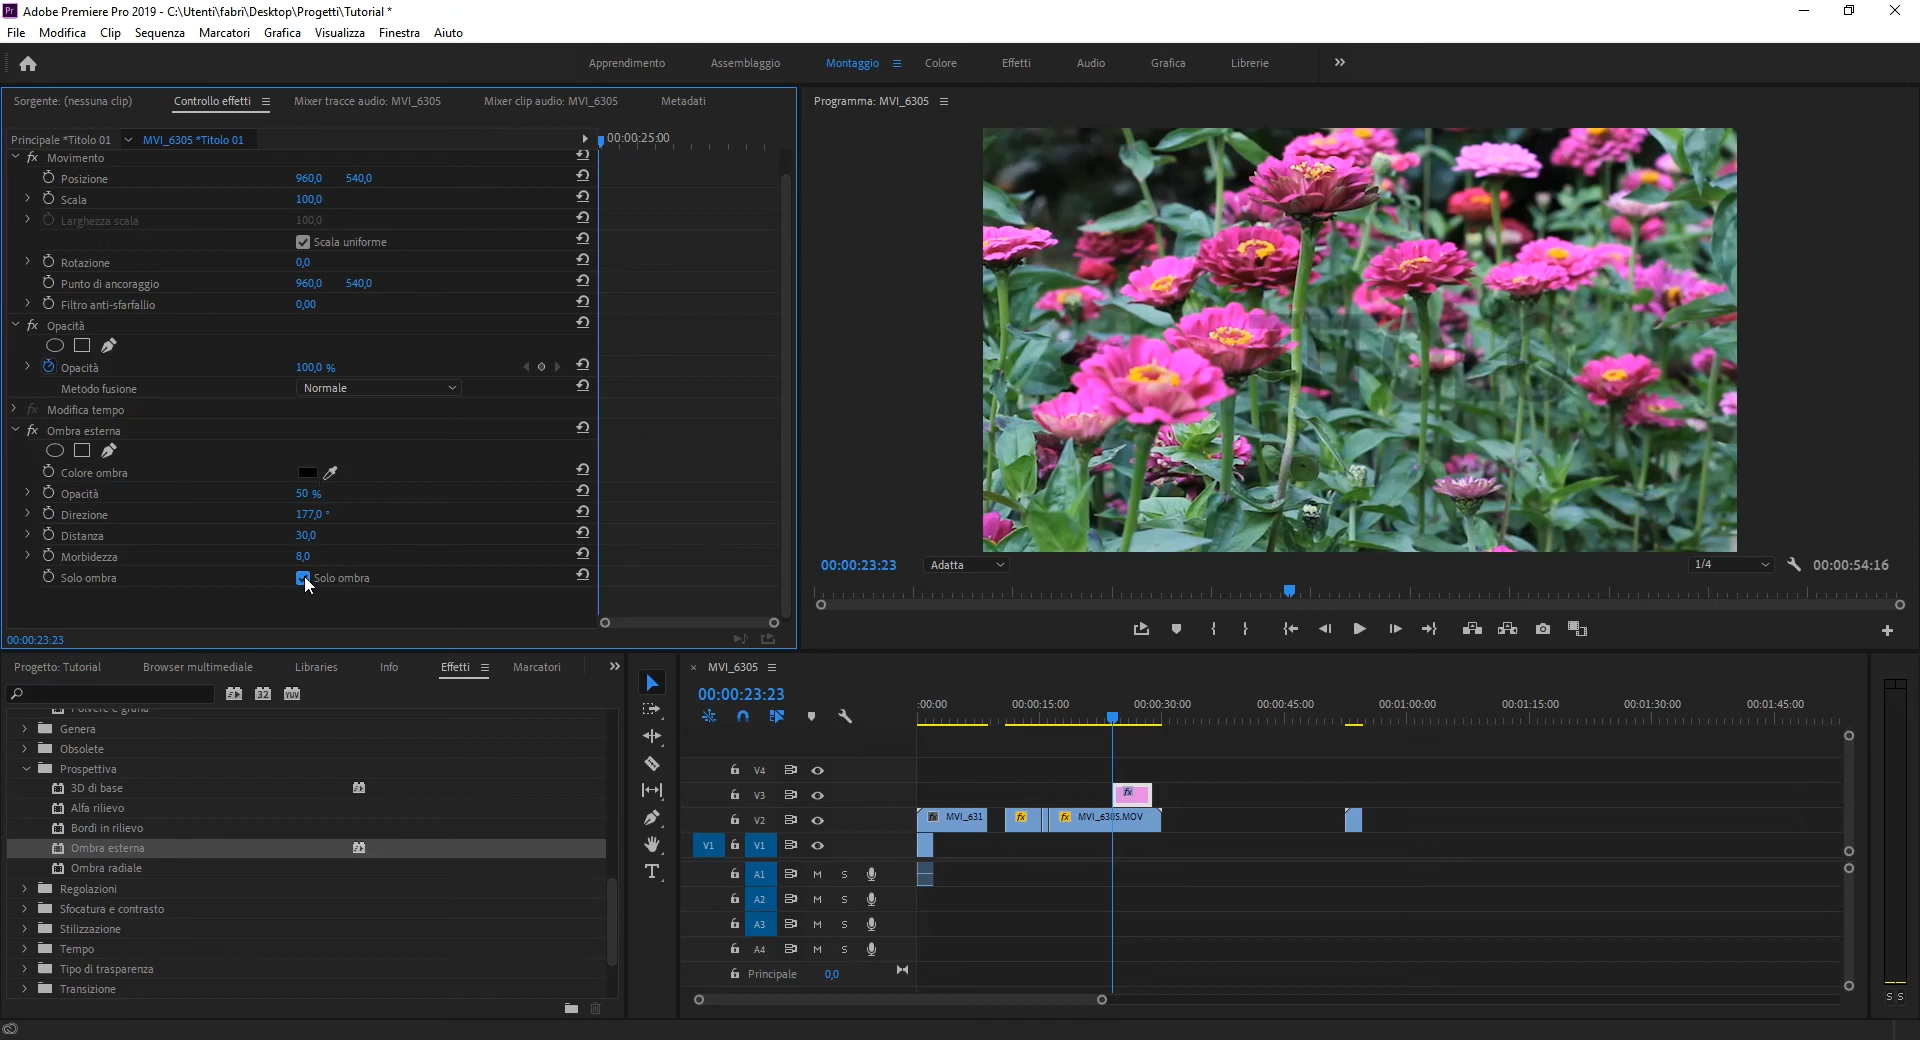 Pr Adobe Premiere Pro 2019 - C:\Utenti\fabri\Desktop\Progetti\Tutorial *
File Modifica Clip Sequenza Marcatori Grafica Visualizza Finestra Aiuto
Apprendimento Assemblaggio Montaggio Colore Effetti Audio Grafica Librerie
Sorgente: (nessuna clip) Controllo effetti Mixer tracce audio: MVI_6305 Mixer clip audio: MVI_6305 Metadati
Programma: MVI_6305
Principale *Titolo 01 MVI_6305 *Titolo 01 00:00:25:00
fx Movimento
Posizione 960,0 540,0
Scala 100,0
Larghezza scala 100,0
Scala uniforme
Rotazione 0,0
Punto di ancoraggio 960,0 540,0
Filtro anti-sfarfallio 0,00
fx Opacità
Opacità 100,0 %
Metodo fusione Normale
fx Modifica tempo
fx Ombra esterna
Colore ombra
Opacità 50 %
Direzione 177,0 °
Distanza 30,0
Morbidezza 8,0
Solo ombra Solo ombra
00:00:23:23
00:00:23:23 Adatta 1/4 00:00:54:16
Progetto: Tutorial Browser multimediale Libraries Info Effetti Marcatori
32 YUV
Polvere e grana
Genera
Obsolete
Prospettiva
3D di base
Alfa rilievo
Bordi in rilievo
Ombra esterna
Ombra radiale
Regolazioni
Sfocatura e contrasto
Stilizzazione
Tempo
Tipo di trasparenza
Transizione
× MVI_6305
00:00:23:23
:00:00 00:00:15:00 00:00:30:00 00:00:45:00 00:01:00:00 00:01:15:00 00:01:30:00 00:01:45:00
V4
V3 fx
V2 fx MVI_631 fx fx MVI_6305.MOV
V1 V1
A1 M S
A2 M S
A3 M S
A4 M S
Principale 0,0
S S